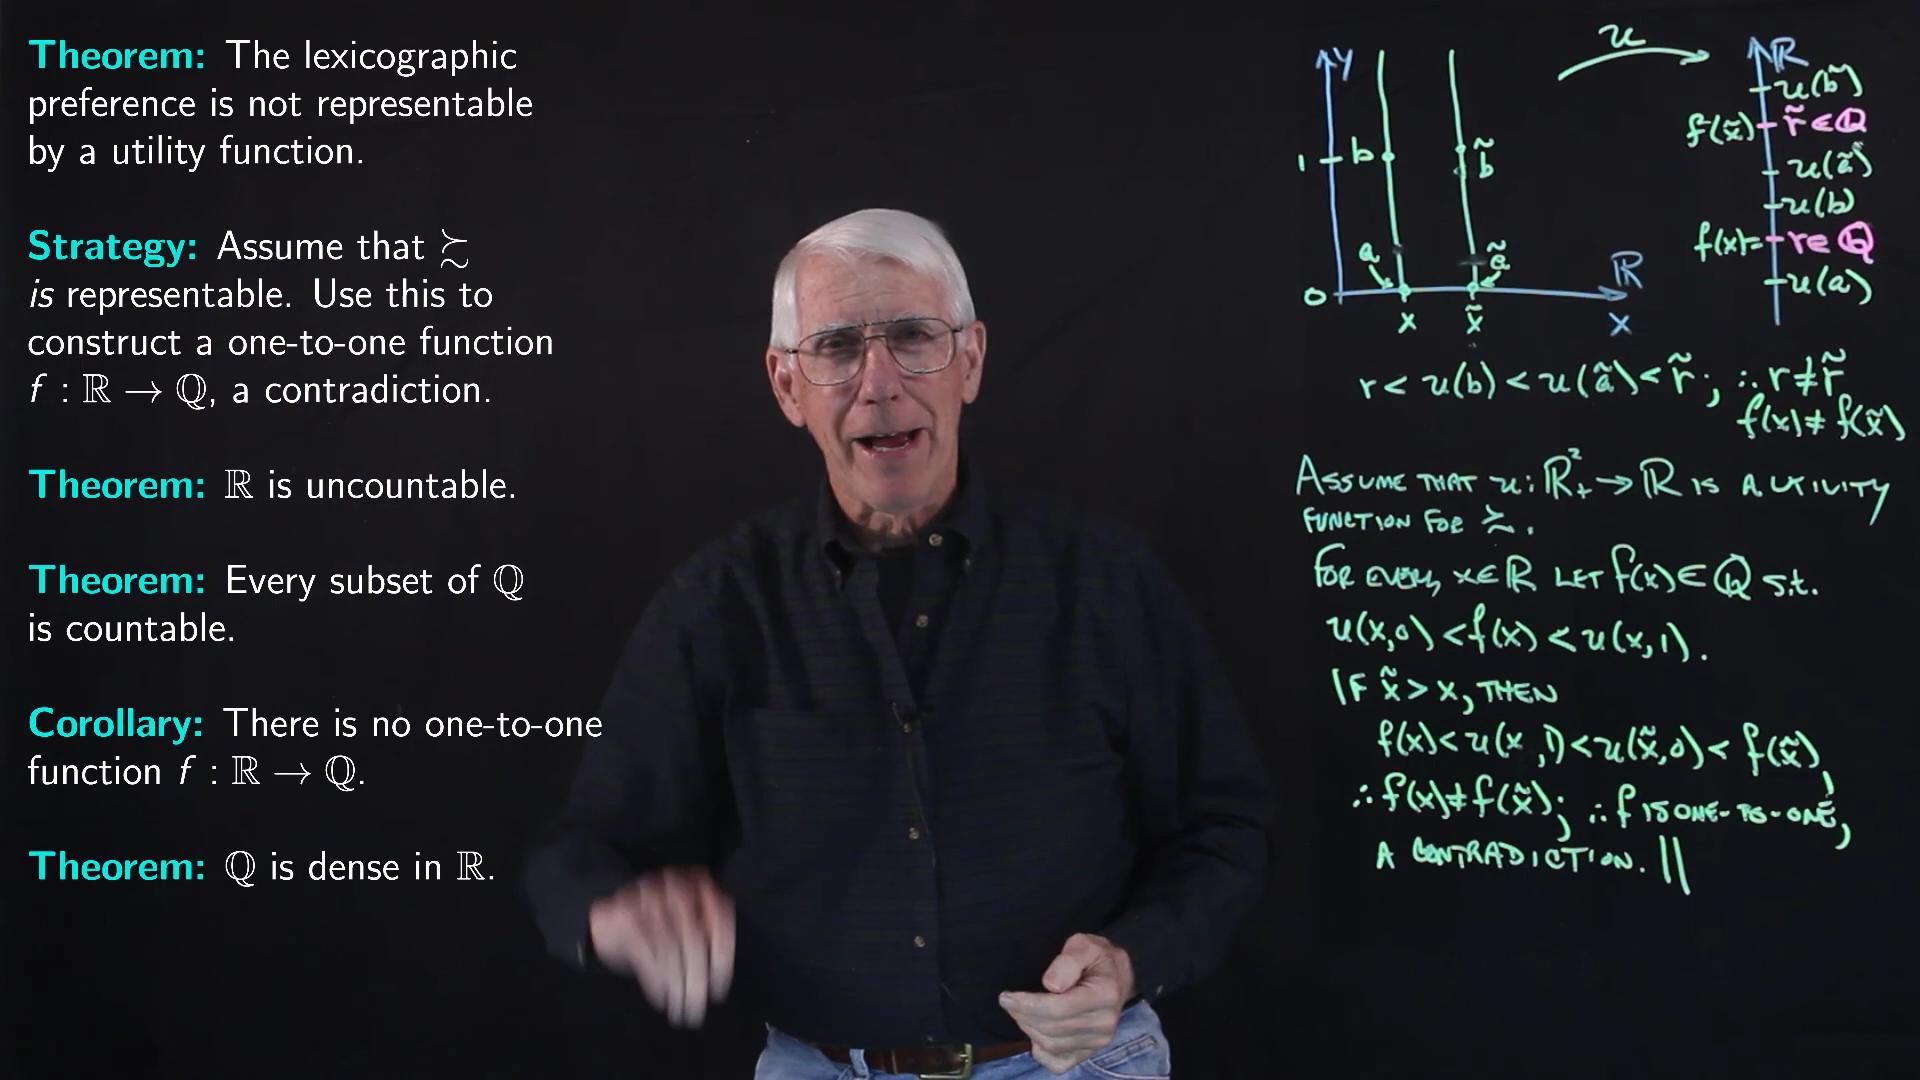 Theorem: The lexicographic
preference is not representable
by a utility function.
Strategy: Assume that ≿
is representable. Use this to
construct a one-to-one function
f : ℝ → ℚ, a contradiction.
Theorem: ℝ is uncountable.
Theorem: Every subset of ℚ
is countable.
Corollary: There is no one-to-one
function f : ℝ → ℚ.
Theorem: ℚ is dense in ℝ.
u
Y
1
b
b̃
a
ã
0
x
x̃
ℝ
X
ℝ
u(b̃)
f(x̃) r̃ ∈ ℚ
u(ã)
u(b)
f(x)= r ∈ ℚ
u(a)
r < u(b) < u(ã) < r̃ ; ∴ r ≠ r̃
f(x) ≠ f(x̃)
ASSUME THAT u: ℝ²₊ → ℝ IS A UTILITY
FUNCTION FOR ≿.
FOR EVERY x ∈ ℝ LET f(x) ∈ ℚ s.t.
u(x,0) < f(x) < u(x,1).
IF x̃ > x, THEN
f(x) < u(x ,1) < u(x̃,0) < f(x̃),
∴ f(x) ≠ f(x̃); ∴ f IS ONE-TO-ONE,
A CONTRADICTION. ||